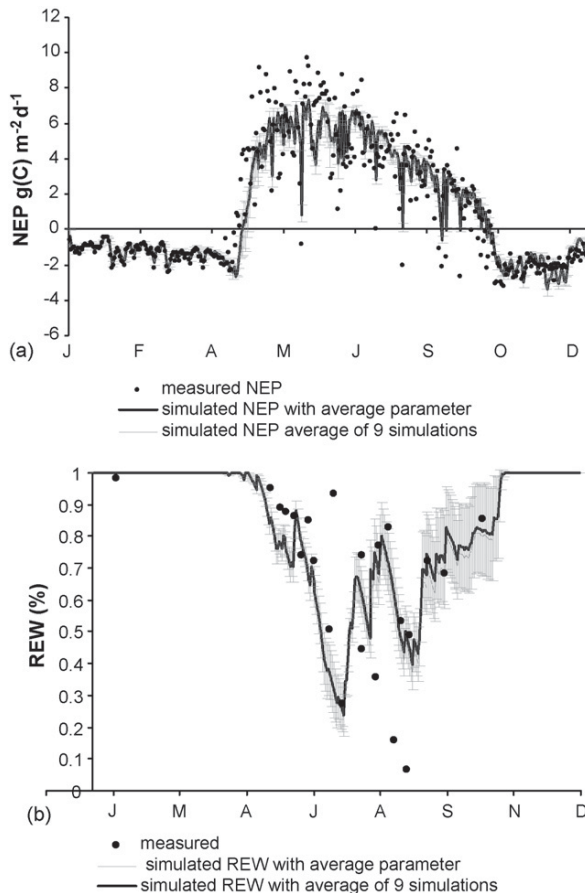 12
10
8
6
4
2
0
-2
-4
-6
NEP g(C) m⁻²d⁻¹
J F A M J A S O D
(a)
measured NEP
simulated NEP with average parameter
simulated NEP average of 9 simulations
1
0.9
0.8
0.7
0.6
0.5
0.4
0.3
0.2
0.1
0
REW (%)
J M A J A S N D
(b)
measured
simulated REW with average parameter
simulated REW with average of 9 simulations